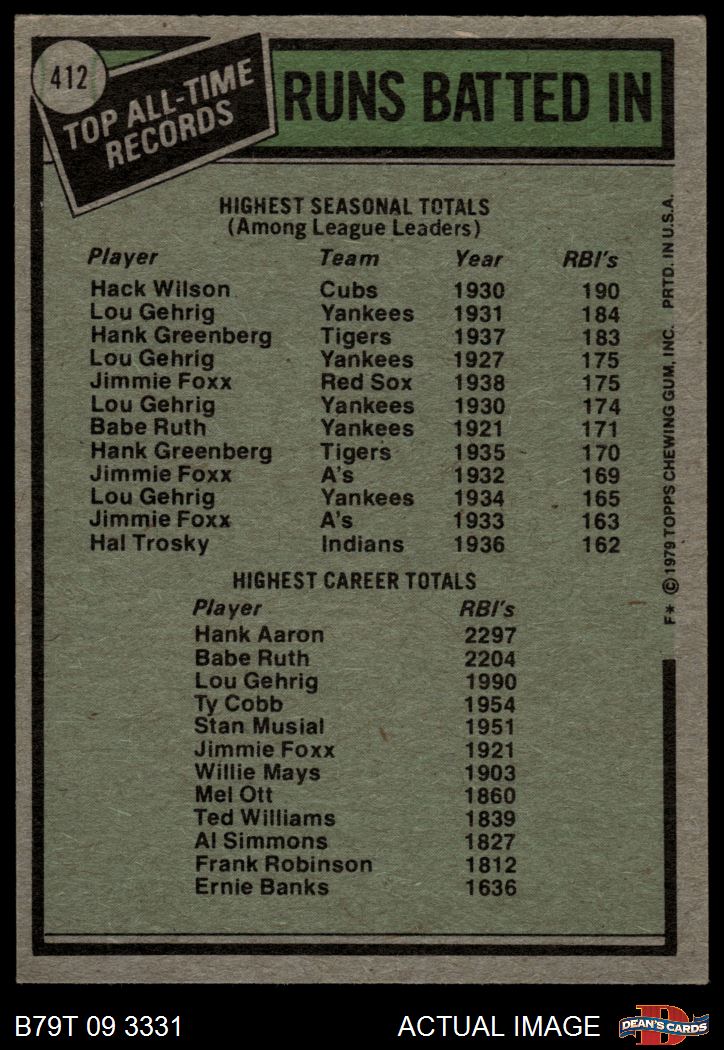 412
TOP ALL-TIME
RECORDS
RUNS BATTED IN
HIGHEST SEASONAL TOTALS
(Among League Leaders)
Player Team Year RBI's
Hack Wilson Cubs 1930 190
Lou Gehrig Yankees 1931 184
Hank Greenberg Tigers 1937 183
Lou Gehrig Yankees 1927 175
Jimmie Foxx Red Sox 1938 175
Lou Gehrig Yankees 1930 174
Babe Ruth Yankees 1921 171
Hank Greenberg Tigers 1935 170
Jimmie Foxx A's 1932 169
Lou Gehrig Yankees 1934 165
Jimmie Foxx A's 1933 163
Hal Trosky Indians 1936 162
HIGHEST CAREER TOTALS
Player RBI's
Hank Aaron 2297
Babe Ruth 2204
Lou Gehrig 1990
Ty Cobb 1954
Stan Musial 1951
Jimmie Foxx 1921
Willie Mays 1903
Mel Ott 1860
Ted Williams 1839
Al Simmons 1827
Frank Robinson 1812
Ernie Banks 1636
F* © 1979 TOPPS CHEWING GUM, INC. PRTD. IN U.S.A.
B79T 09 3331 ACTUAL IMAGE
D
DEAN'S CARDS